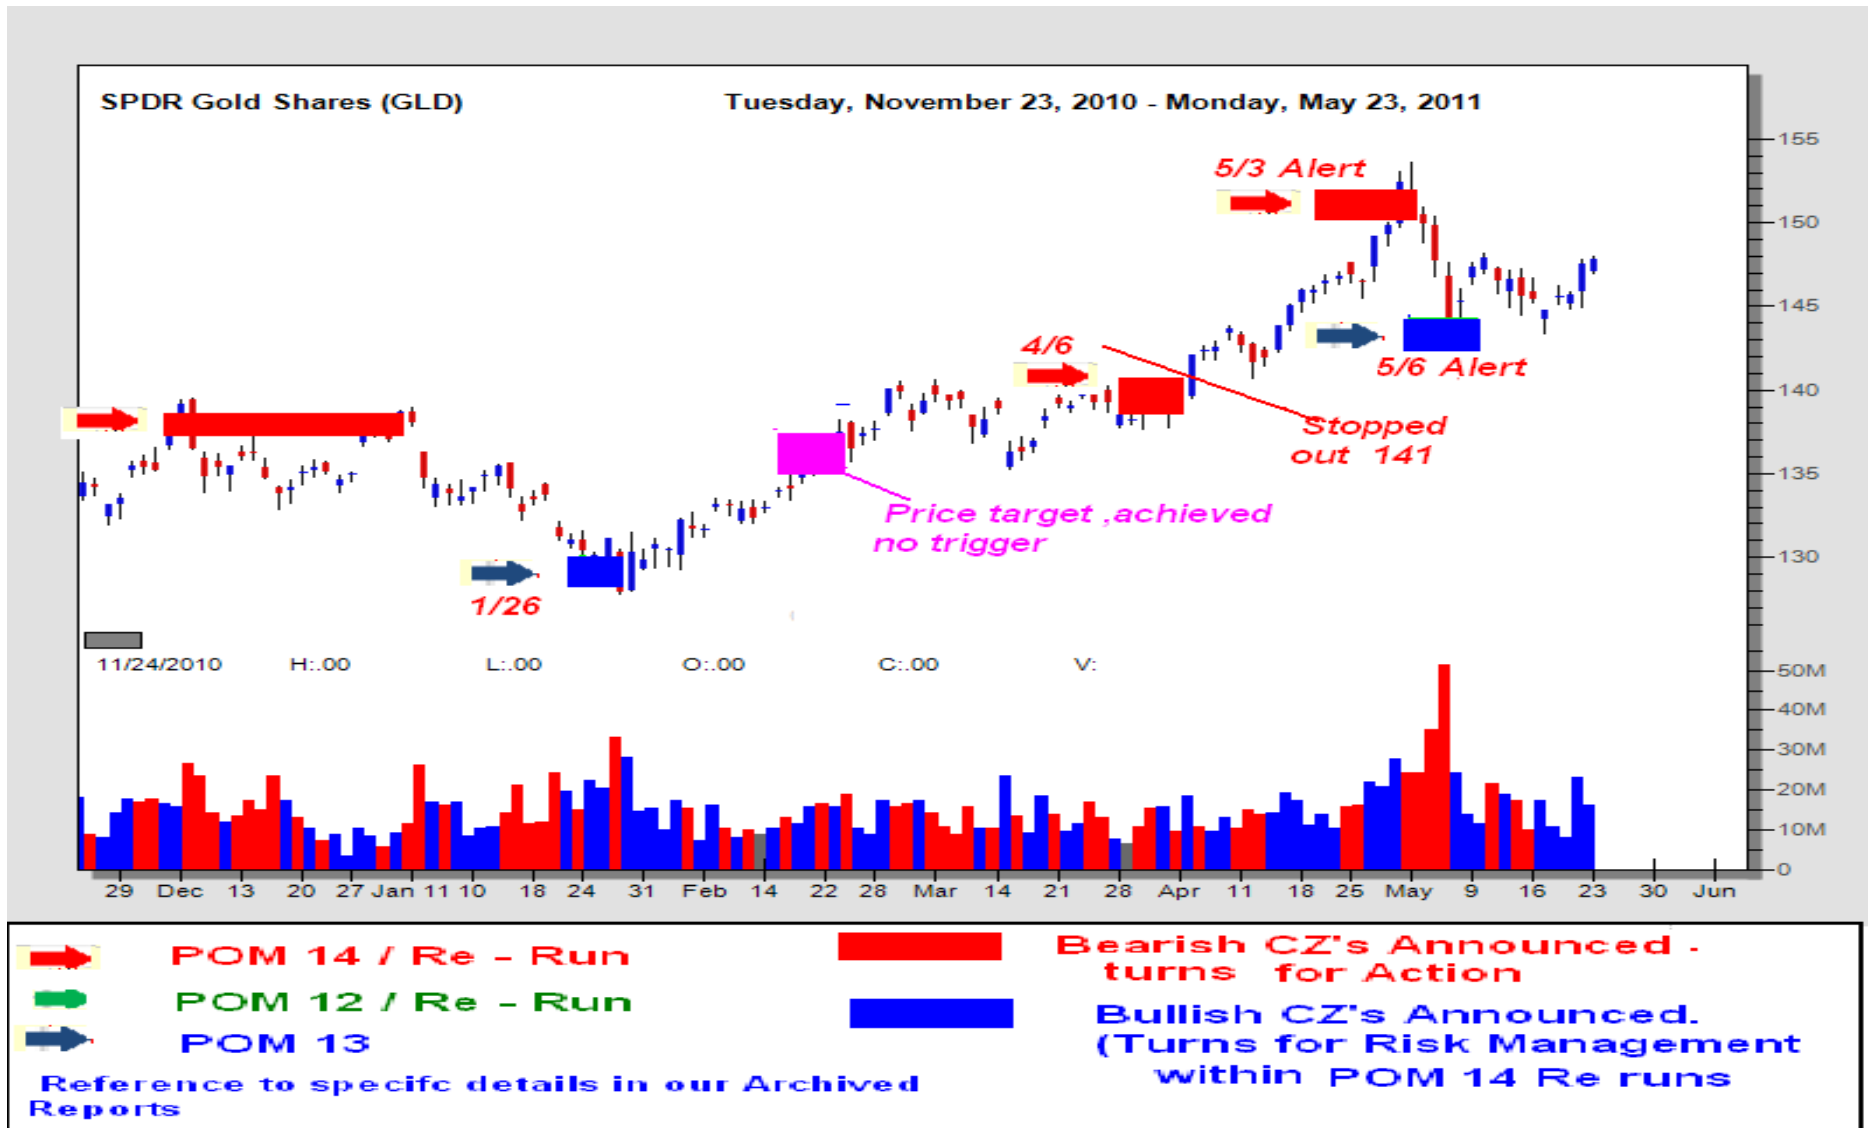 SPDR Gold Shares (GLD)
Tuesday, November 23, 2010 - Monday, May 23, 2011
155
5/3 Alert
150
145
4/6
5/6 Alert
140
Stopped
out 141
135
Price target ,achieved
no trigger
130
1/26
11/24/2010 H:.00 L:.00 O:.00 C:.00 V:
50M
40M
30M
20M
10M
0
29 Dec 13 20 27 Jan 11 10 18 24 31 Feb 14 22 28 Mar 14 21 28 Apr 11 18 25 May 9 16 23 30 Jun
POM 14 / Re - Run
POM 12 / Re - Run
POM 13
Reference to specifc details in our Archived
Reports
Bearish CZ's Announced -
turns for Action
Bullish CZ's Announced.
(Turns for Risk Management
within POM 14 Re runs